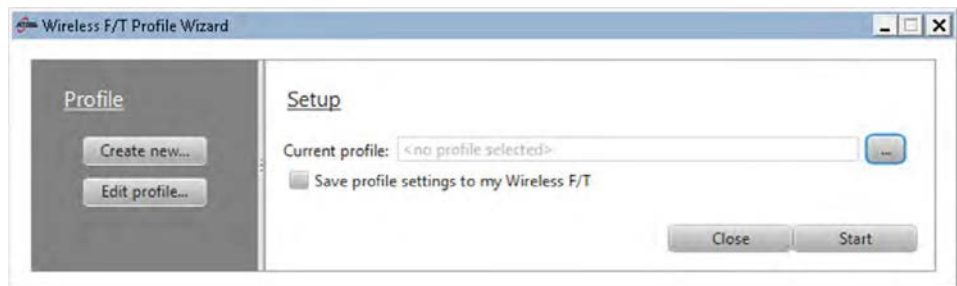 Wireless F/T Profile Wizard
Profile
Create new...
Edit profile...
Setup
Current profile: <no profile selected> ...
Save profile settings to my Wireless F/T
Close Start